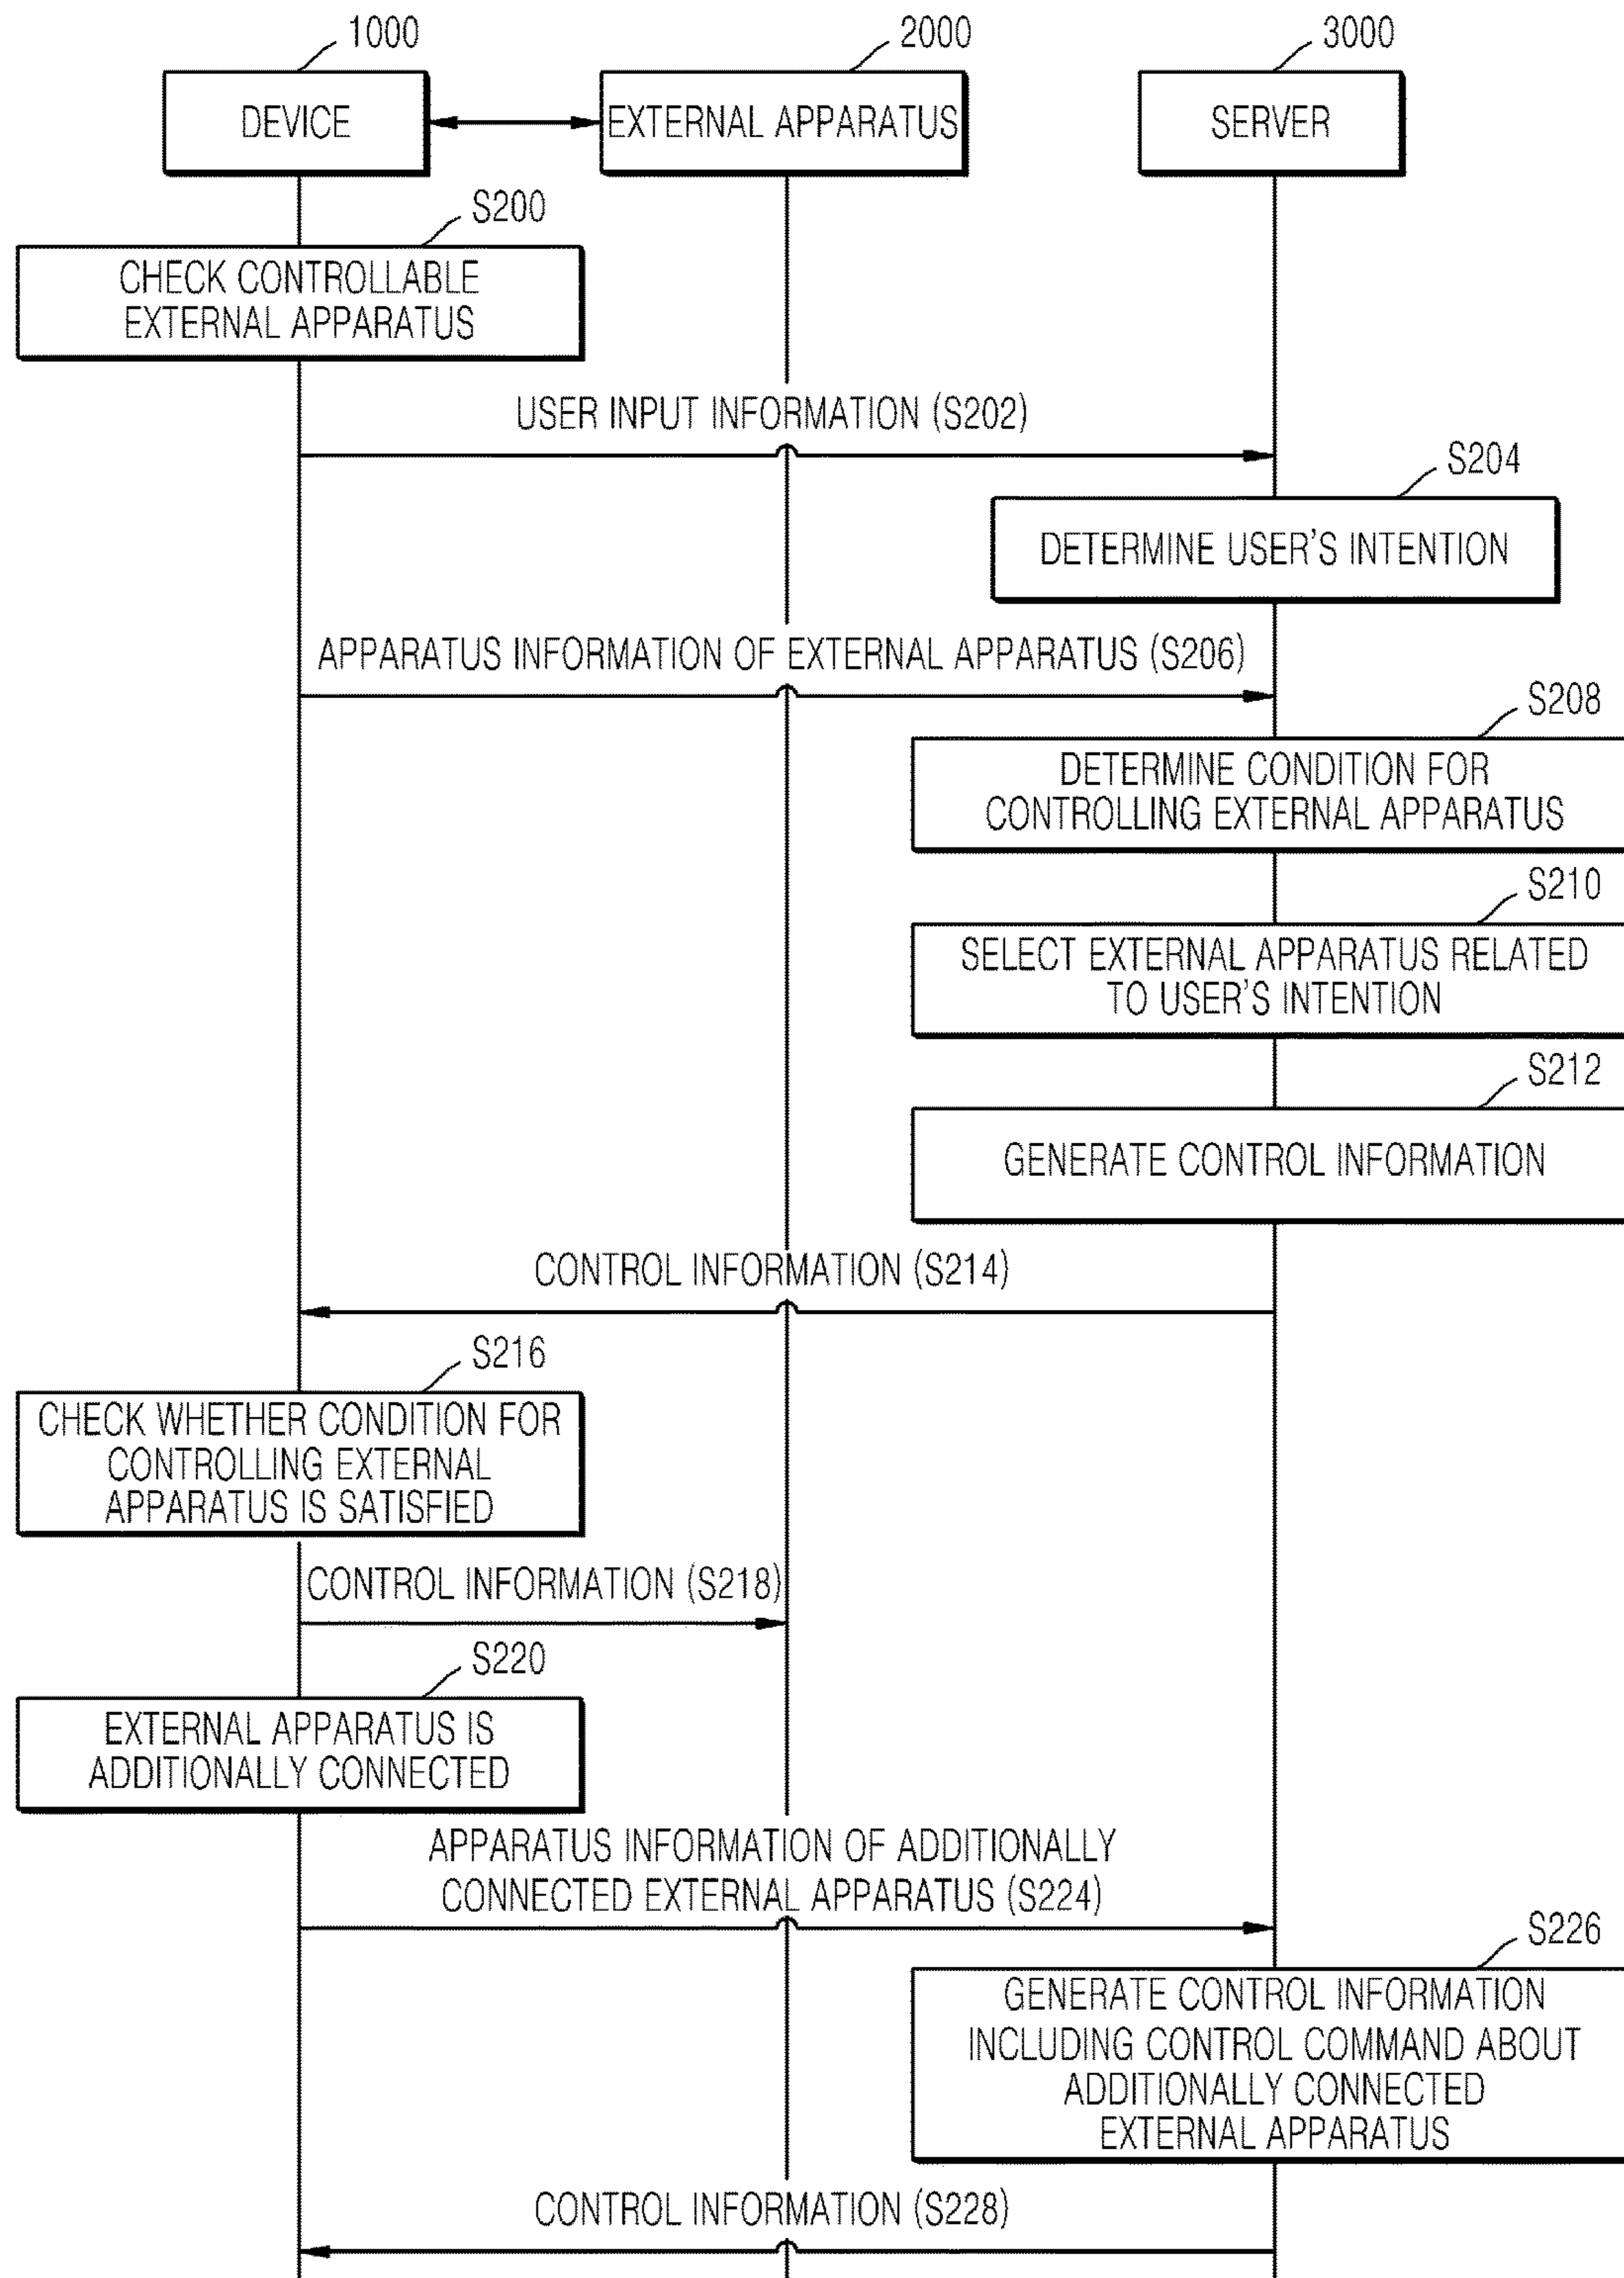 1000
2000
3000
DEVICE
EXTERNAL APPARATUS
SERVER
S200
CHECK CONTROLLABLE
EXTERNAL APPARATUS
USER INPUT INFORMATION (S202)
S204
DETERMINE USER'S INTENTION
APPARATUS INFORMATION OF EXTERNAL APPARATUS (S206)
S208
DETERMINE CONDITION FOR
CONTROLLING EXTERNAL APPARATUS
S210
SELECT EXTERNAL APPARATUS RELATED
TO USER'S INTENTION
S212
GENERATE CONTROL INFORMATION
CONTROL INFORMATION (S214)
S216
CHECK WHETHER CONDITION FOR
CONTROLLING EXTERNAL
APPARATUS IS SATISFIED
CONTROL INFORMATION (S218)
S220
EXTERNAL APPARATUS IS
ADDITIONALLY CONNECTED
APPARATUS INFORMATION OF ADDITIONALLY
CONNECTED EXTERNAL APPARATUS (S224)
S226
GENERATE CONTROL INFORMATION
INCLUDING CONTROL COMMAND ABOUT
ADDITIONALLY CONNECTED
EXTERNAL APPARATUS
CONTROL INFORMATION (S228)